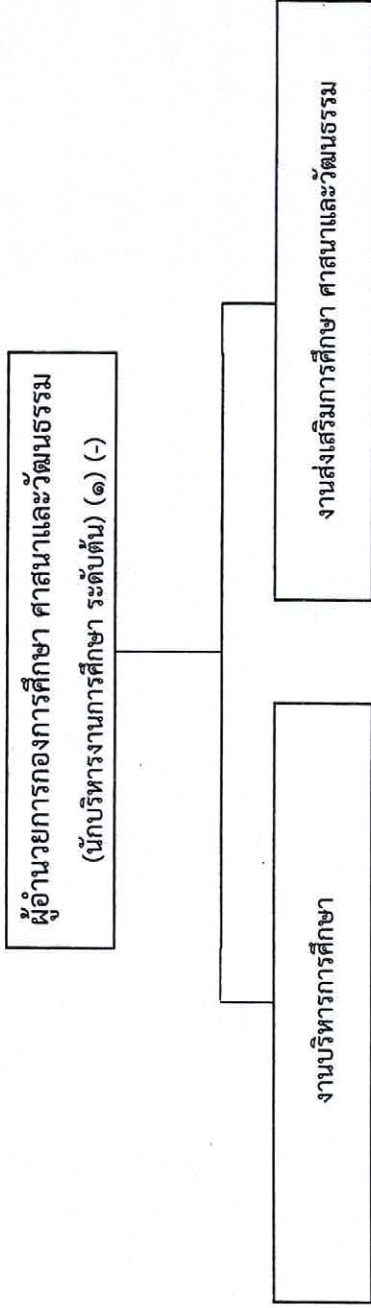 ผู้อำนวยการกองการศึกษา ศาสนาและวัฒนธรรม
(นักบริหารงานการศึกษา ระดับต้น) (๑) (-)
งานบริหารการศึกษา
งานส่งเสริมการศึกษา ศาสนาและวัฒนธรรม